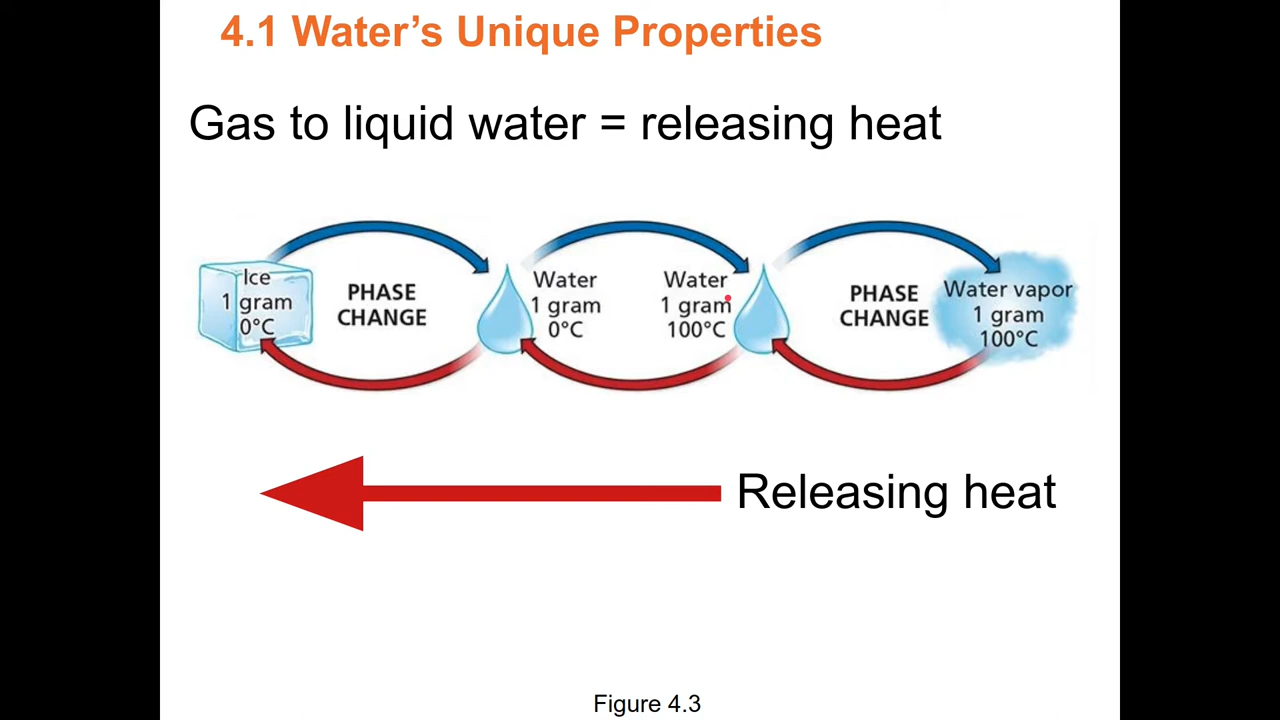 4.1 Water’s Unique Properties
Gas to liquid water = releasing heat
Ice
1 gram
0°C
PHASE
CHANGE
Water
1 gram
0°C
Water
1 gram
100°C
PHASE
CHANGE
Water vapor
1 gram
100°C
Releasing heat
Figure 4.3